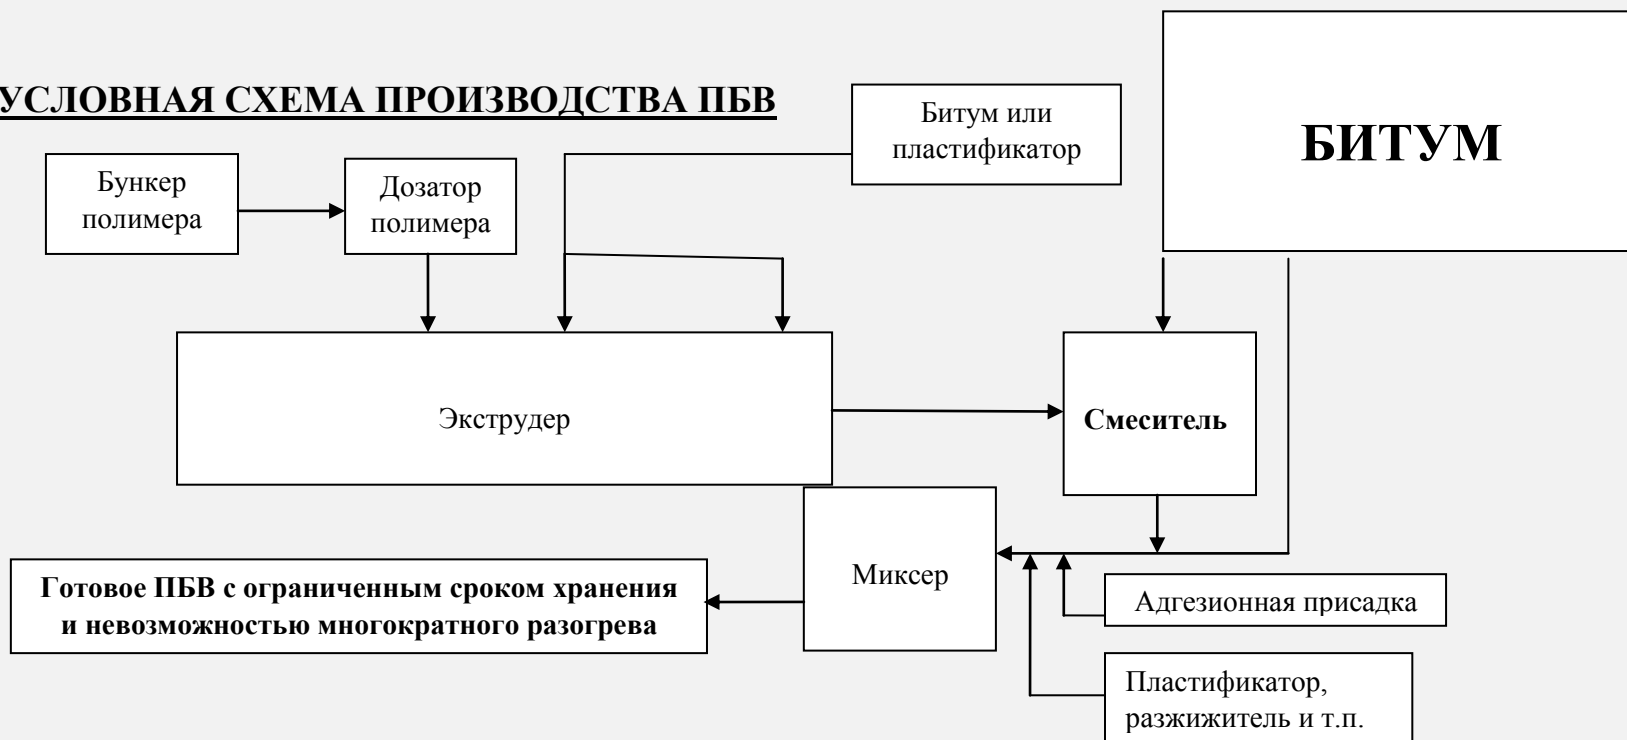 УСЛОВНАЯ СХЕМА ПРОИЗВОДСТВА ПБВ
Битум или
пластификатор
БИТУМ
Бункер
полимера
Дозатор
полимера
Экструдер
Смеситель
Миксер
Готовое ПБВ с ограниченным сроком хранения
и невозможностью многократного разогрева
Адгезионная присадка
Пластификатор,
разжижитель и т.п.